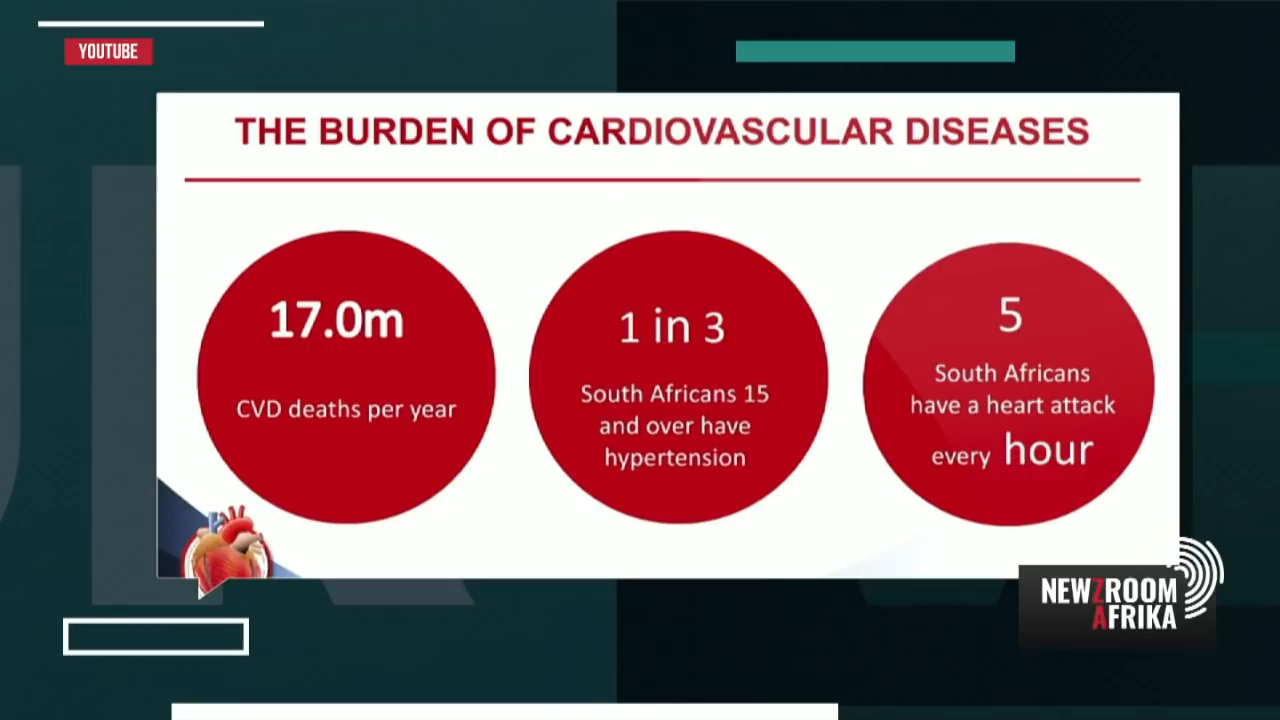 YOUTUBE
THE BURDEN OF CARDIOVASCULAR DISEASES
17.0m
CVD deaths per year
1 in 3
South Africans 15
and over have
hypertension
5
South Africans
have a heart attack
every hour
NEWZROOM
AFRIKA